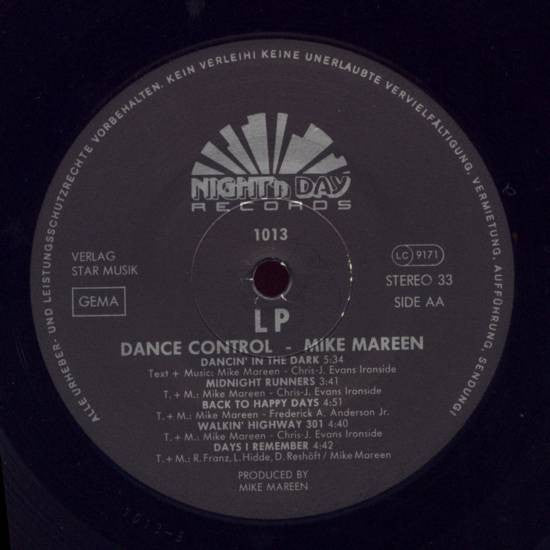 ALLE URHEBER- UND LEISTUNGSSCHUTZRECHTE VORBEHALTEN. KEIN VERLEIH! KEINE UNERLAUBTE VERVIELFÄLTIGUNG, VERMIETUNG, AUFFÜHRUNG, SENDUNG!
NIGHT'n DAY
RECORDS
1013
VERLAG
STAR MUSIK
GEMA
LC 9171
STEREO 33
SIDE AA
LP
DANCE CONTROL - MIKE MAREEN
DANCIN' IN THE DARK 5:34
Text + Music: Mike Mareen - Chris-J. Evans Ironside
MIDNIGHT RUNNERS 3:41
T. + M.: Mike Mareen - Chris-J. Evans Ironside
BACK TO HAPPY DAYS 4:51
T. + M.: Mike Mareen - Frederick A. Anderson Jr.
WALKIN' HIGHWAY 301 4:40
T. + M.: Mike Mareen - Chris-J. Evans Ironside
DAYS I REMEMBER 4:42
T. + M.: R. Franz, L. Hidde, D. Reshöft / Mike Mareen
PRODUCED BY
MIKE MAREEN